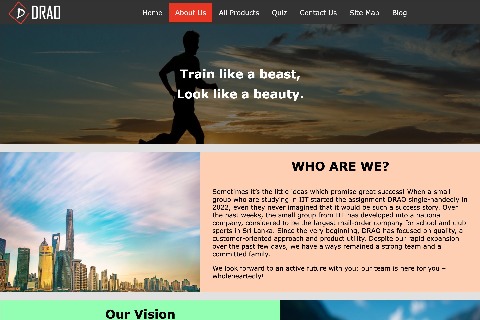 DRAD
Home About Us All Products Quiz Contact Us Site Map Blog
Train like a beast,
Look like a beauty.
WHO ARE WE?
Sometimes it's the little ideas which promise great success! When a small
group who are studying in IIT started the assignment DRAD single-handedly in
2022, even they never imagined that it would be such a success story. Over
the past weeks, the small group from IIT has developed into a national
company, considered to be the largest mail-order company for school and club
sports in Sri Lanka. Since the very beginning, DRAD has focused on quality, a
customer-oriented approach and product utility. Despite our rapid expansion
over the past few days, we have always remained a strong team and a
committed family.
We look forward to an active future with you: our team is here for you –
wholeheartedly!
Our Vision